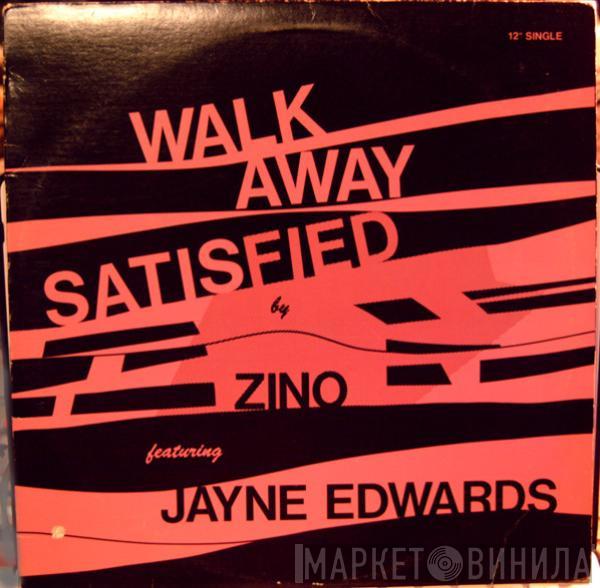 12" SINGLE
WALK
AWAY
SATISFIED
by
ZINO
featuring
JAYNE EDWARDS
МАРКЕТ ВИНИЛА